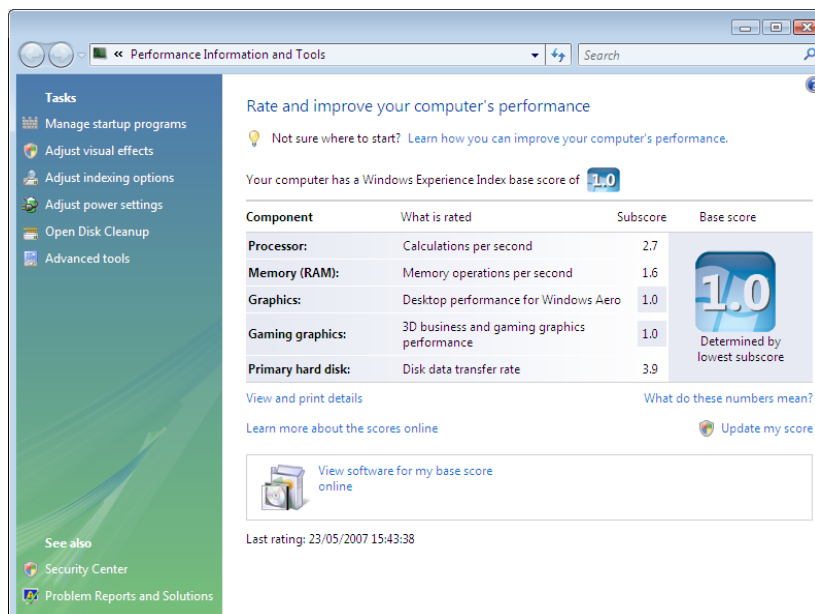 « Performance Information and Tools
Search
Tasks
Manage startup programs
Adjust visual effects
Adjust indexing options
Adjust power settings
Open Disk Cleanup
Advanced tools
See also
Security Center
Problem Reports and Solutions
Rate and improve your computer's performance
Not sure where to start? Learn how you can improve your computer's performance.
Your computer has a Windows Experience Index base score of 1.0
Component What is rated Subscore Base score
Processor: Calculations per second 2.7
Memory (RAM): Memory operations per second 1.6
Graphics: Desktop performance for Windows Aero 1.0
Gaming graphics: 3D business and gaming graphics
performance 1.0
Primary hard disk: Disk data transfer rate 3.9
1.0
Determined by
lowest subscore
View and print details What do these numbers mean?
Learn more about the scores online Update my score
View software for my base score
online
Last rating: 23/05/2007 15:43:38